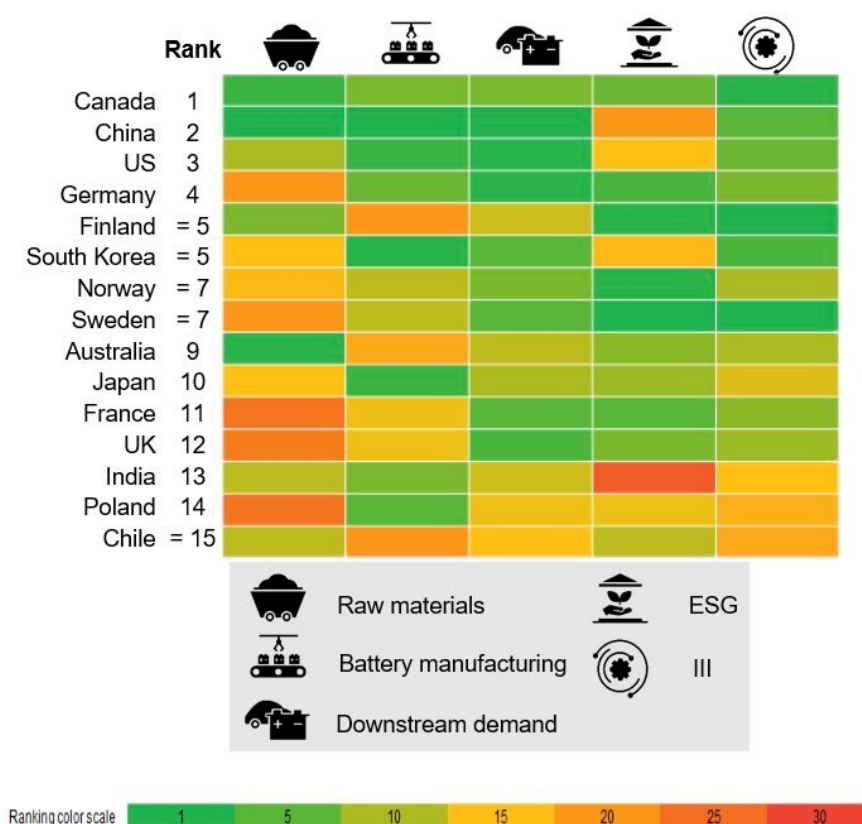 Rank
Canada 1
China 2
US 3
Germany 4
Finland = 5
South Korea = 5
Norway = 7
Sweden = 7
Australia 9
Japan 10
France 11
UK 12
India 13
Poland 14
Chile = 15
Raw materials
ESG
Battery manufacturing
III
Downstream demand
Ranking color scale 1 5 10 15 20 25 30